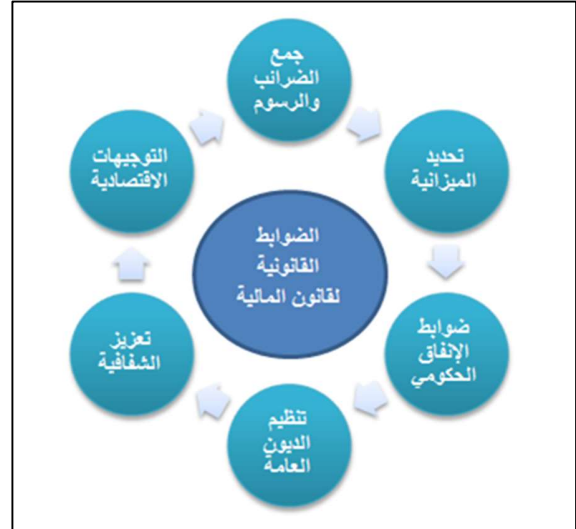 جمع
الضرائب
والرسوم
تحديد
الميزانية
ضوابط
الإنفاق
الحكومي
تنظيم
الديون
العامة
تعزيز
الشفافية
التوجيهات
الاقتصادية
الضوابط
القانونية
لقانون المالية